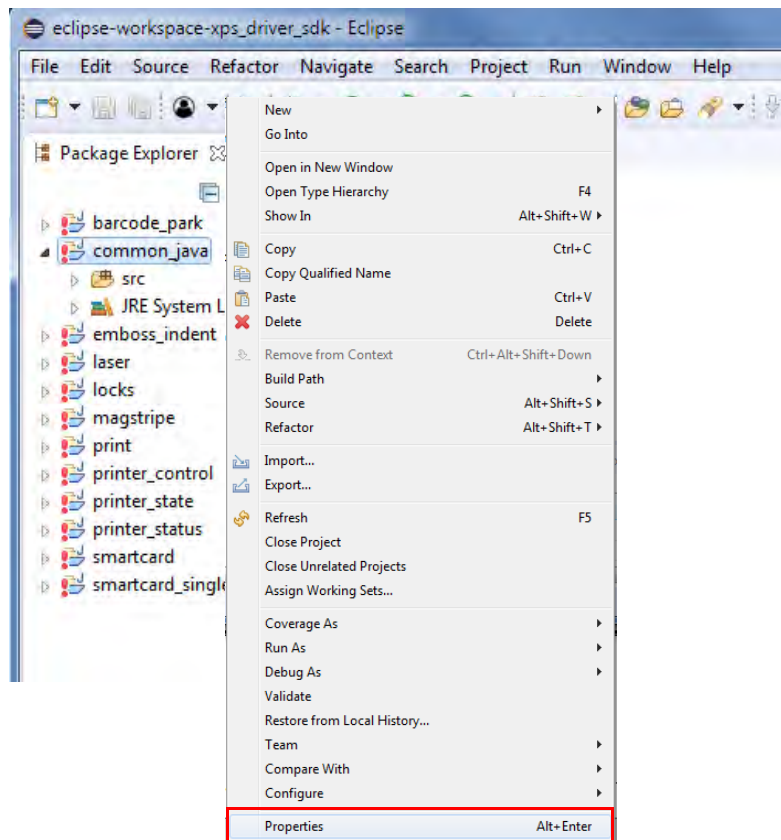 eclipse-workspace-xps_driver_sdk - Eclipse
File Edit Source Refactor Navigate Search Project Run Window Help
Package Explorer
barcode_park
common_java
src
JRE System L
emboss_indent
laser
locks
magstripe
print
printer_control
printer_state
printer_status
smartcard
smartcard_single
New
Go Into
Open in New Window
Open Type Hierarchy F4
Show In Alt+Shift+W
Copy Ctrl+C
Copy Qualified Name
Paste Ctrl+V
Delete Delete
Remove from Context Ctrl+Alt+Shift+Down
Build Path
Source Alt+Shift+S
Refactor Alt+Shift+T
Import...
Export...
Refresh F5
Close Project
Close Unrelated Projects
Assign Working Sets...
Coverage As
Run As
Debug As
Validate
Restore from Local History...
Team
Compare With
Configure
Properties Alt+Enter